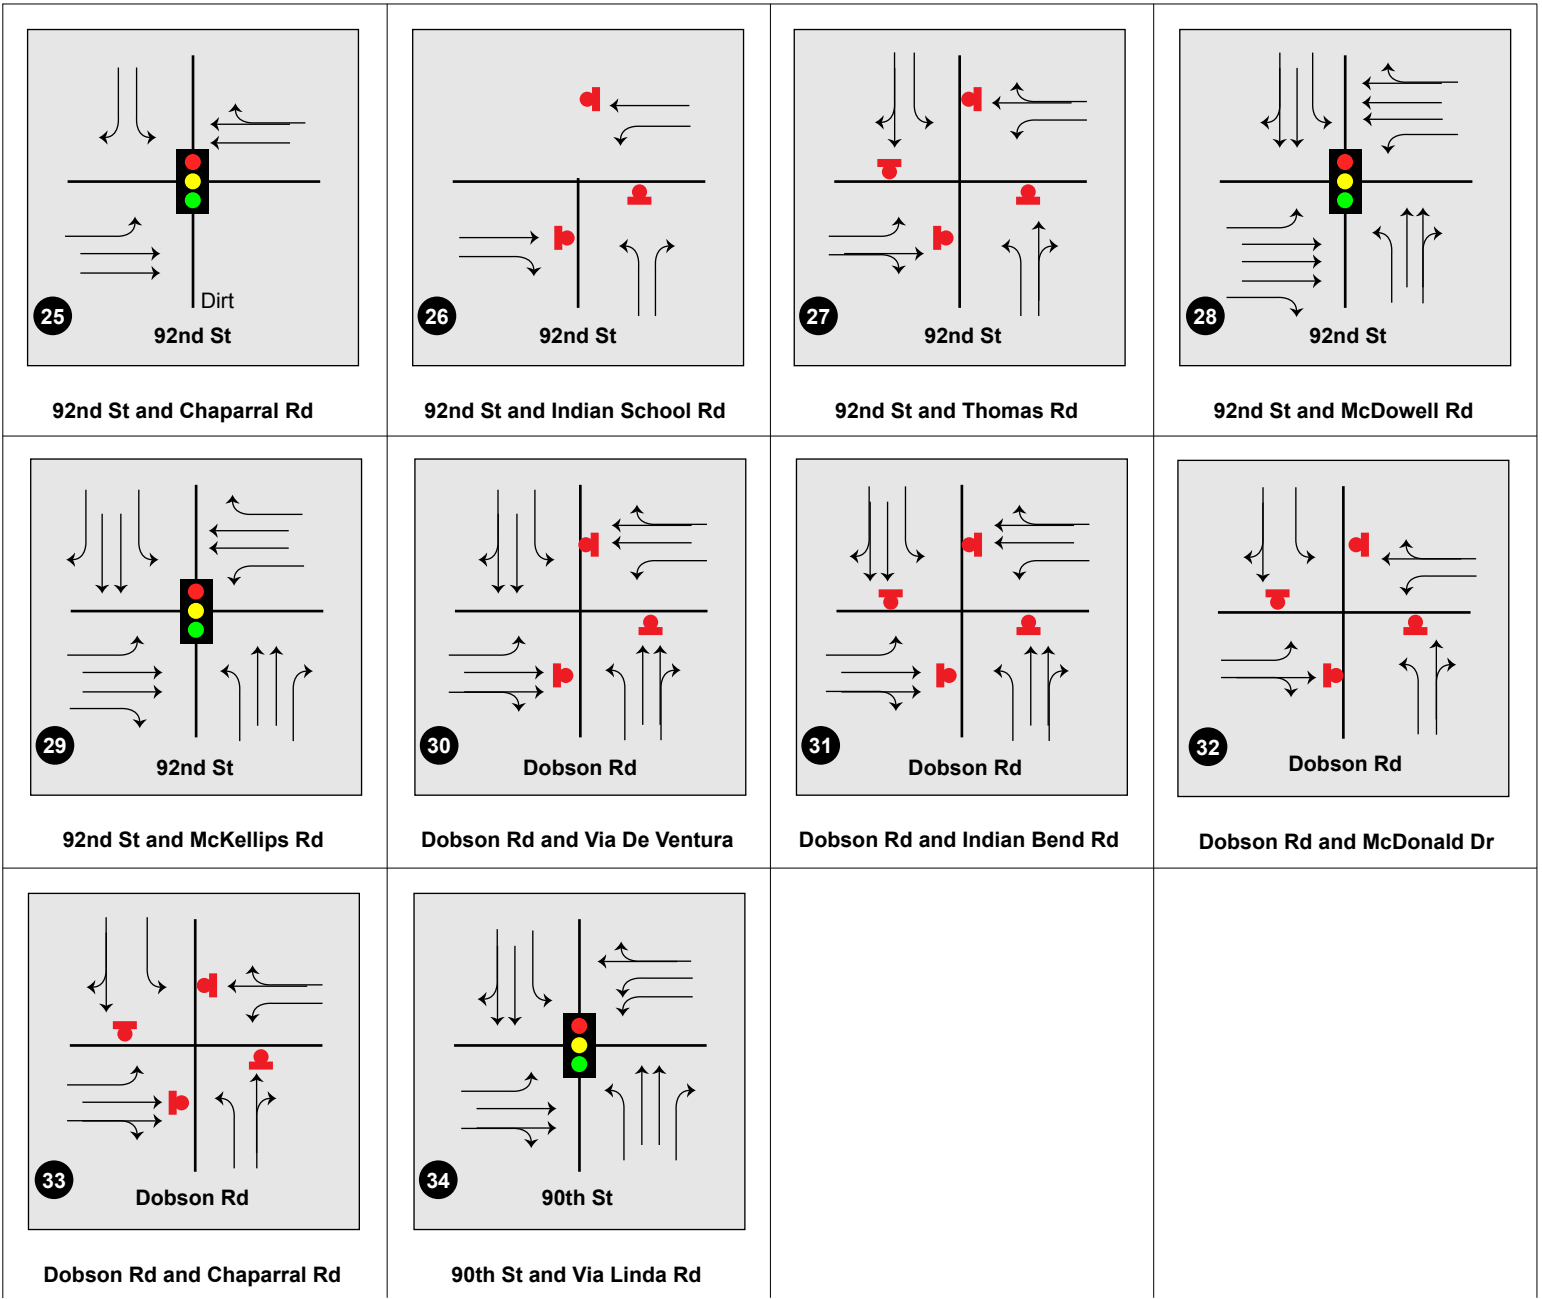 Dirt
25
92nd St
92nd St and Chaparral Rd
26
92nd St
92nd St and Indian School Rd
27
92nd St
92nd St and Thomas Rd
28
92nd St
92nd St and McDowell Rd
29
92nd St
92nd St and McKellips Rd
30
Dobson Rd
Dobson Rd and Via De Ventura
31
Dobson Rd
Dobson Rd and Indian Bend Rd
32
Dobson Rd
Dobson Rd and McDonald Dr
33
Dobson Rd
Dobson Rd and Chaparral Rd
34
90th St
90th St and Via Linda Rd